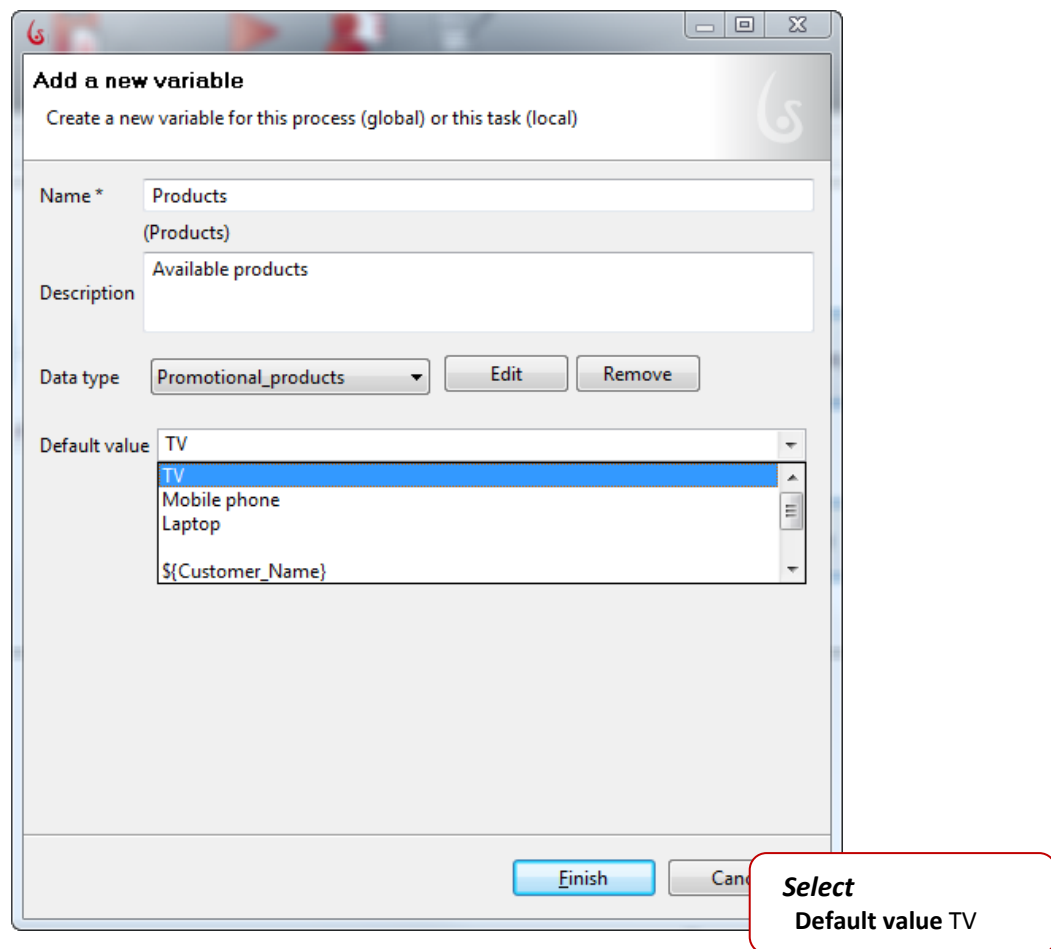 Add a new variable
Create a new variable for this process (global) or this task (local)
Name * Products
(Products)
Description Available products
Data type Promotional_products Edit Remove
Default value TV
TV
Mobile phone
Laptop
${Customer_Name}
Finish
Select
Default value TV